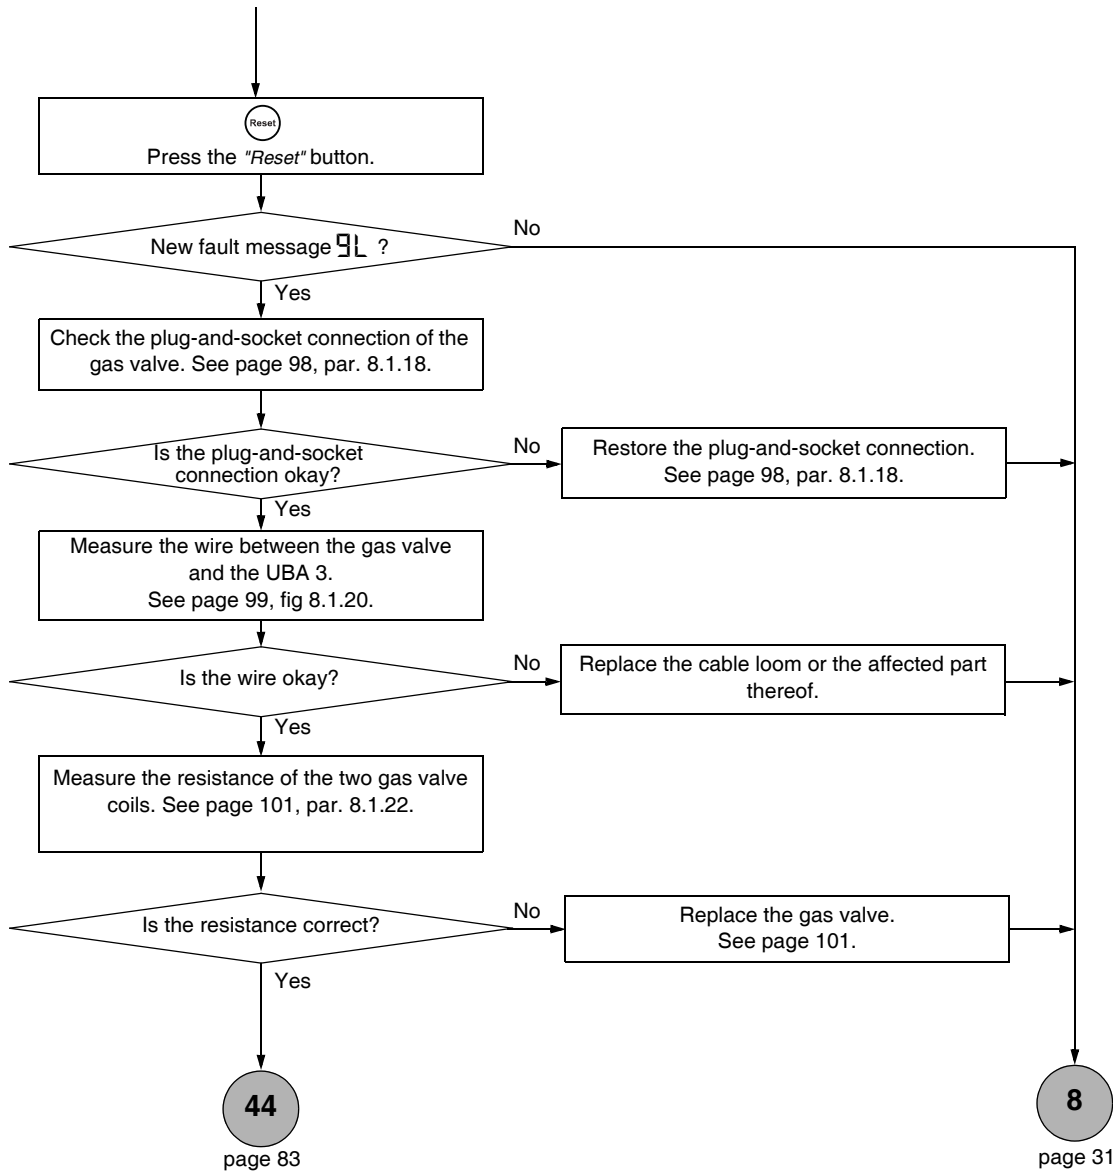 Reset
Press the "Reset" button.
New fault message 9L ?
No
Yes
Check the plug-and-socket connection of the
gas valve. See page 98, par. 8.1.18.
Is the plug-and-socket
connection okay?
No
Restore the plug-and-socket connection.
See page 98, par. 8.1.18.
Yes
Measure the wire between the gas valve
and the UBA 3.
See page 99, fig 8.1.20.
Is the wire okay?
No
Replace the cable loom or the affected part
thereof.
Yes
Measure the resistance of the two gas valve
coils. See page 101, par. 8.1.22.
Is the resistance correct?
No
Replace the gas valve.
See page 101.
Yes
44
page 83
8
page 31